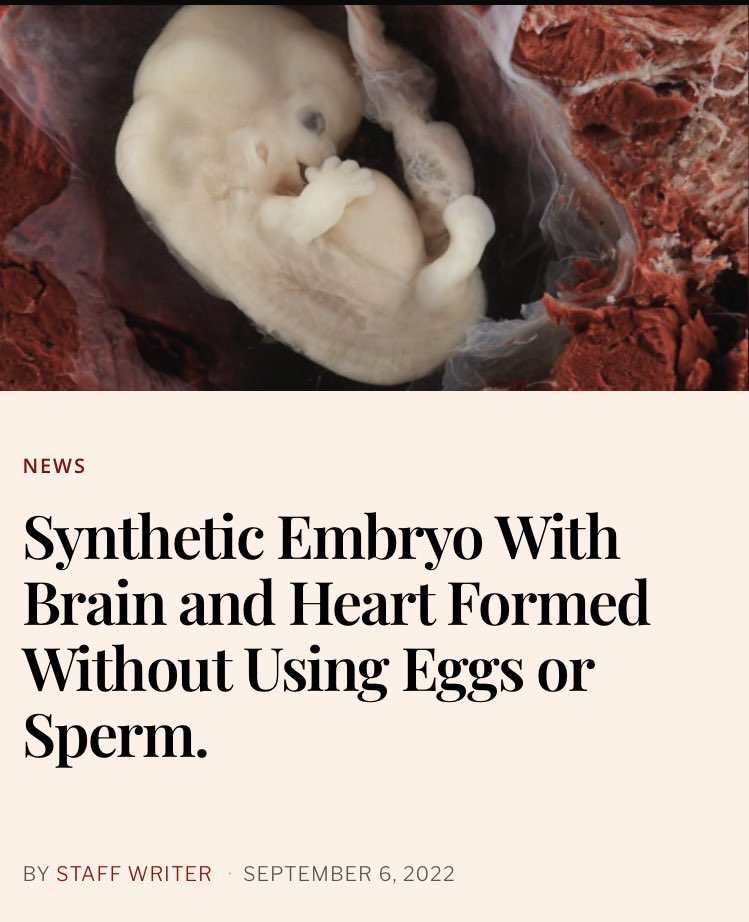 NEWS
Synthetic Embryo With
Brain and Heart Formed
Without Using Eggs or
Sperm.
BY STAFF WRITER · SEPTEMBER 6, 2022